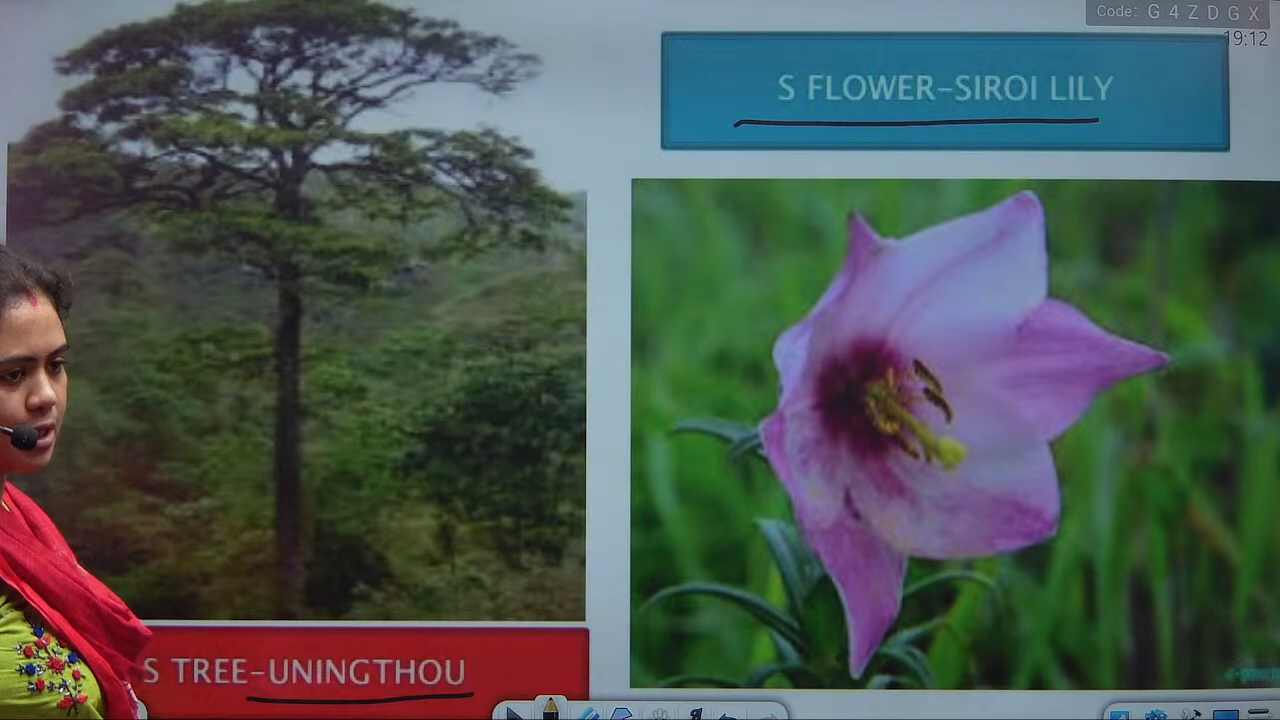 Code: G 4 Z D G X
19:12
S FLOWER-SIROI LILY
S TREE-UNINGTHOU